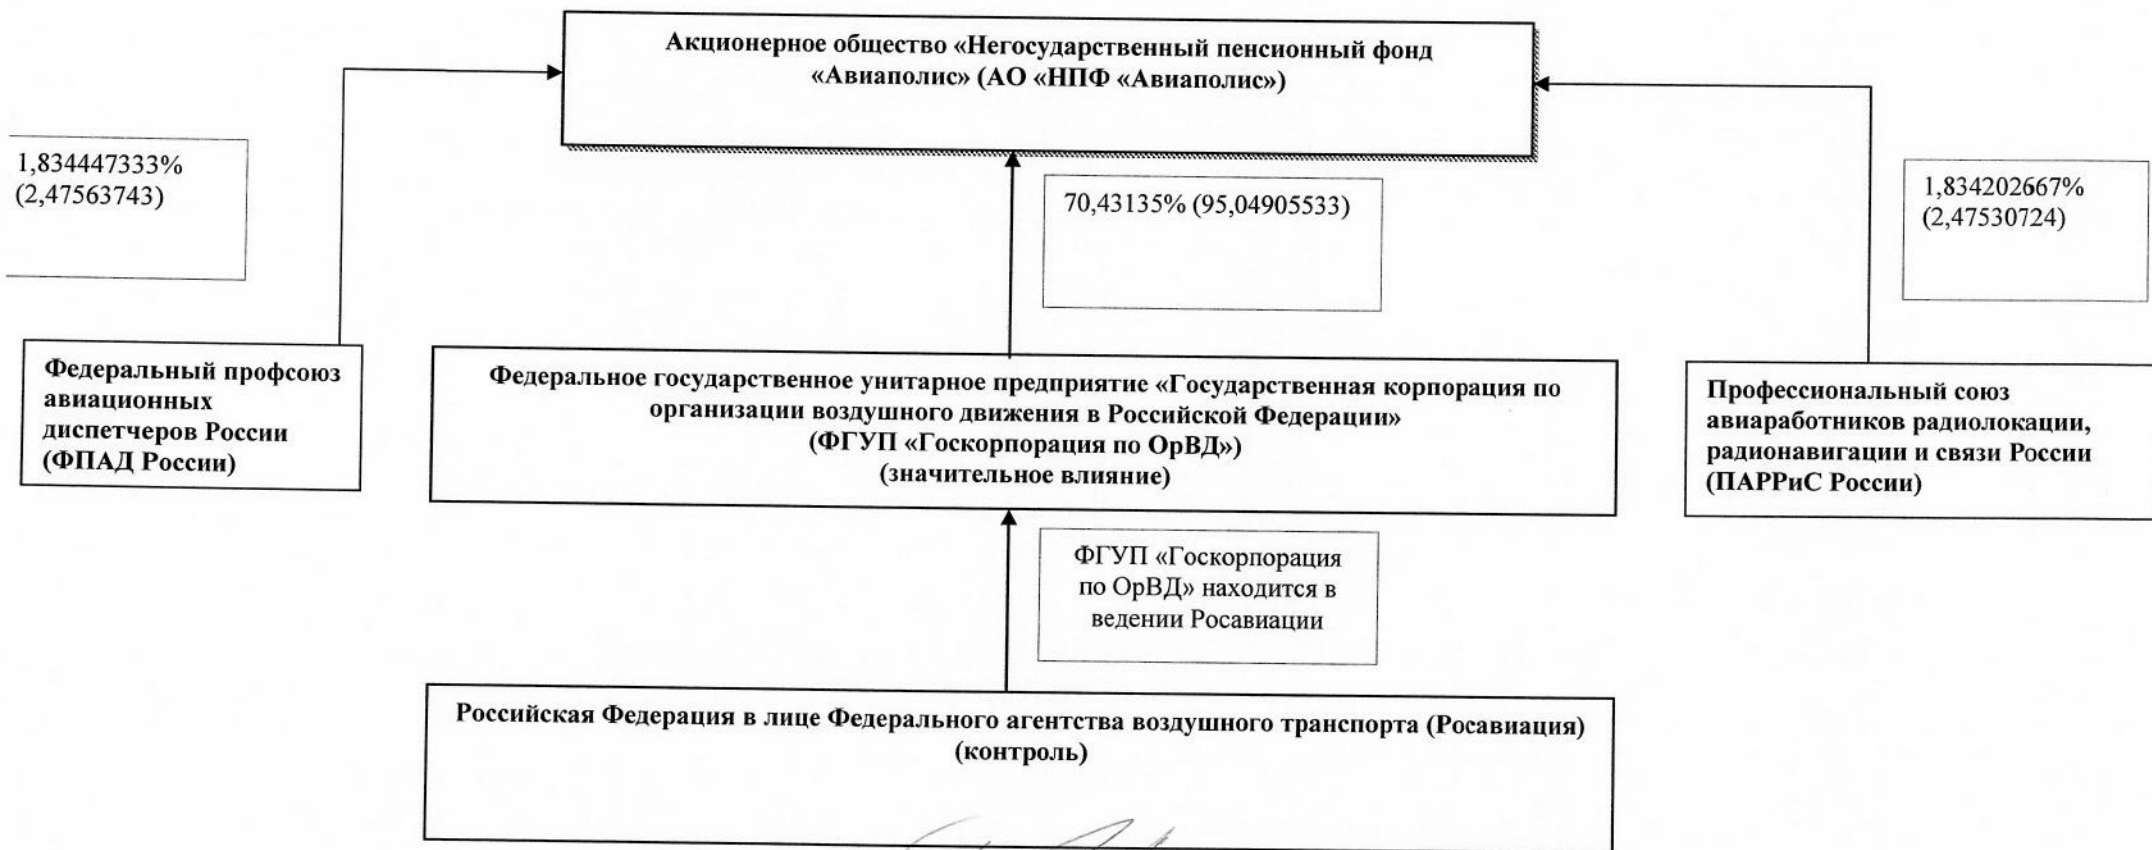 Акционерное общество «Негосударственный пенсионный фонд
«Авиаполис» (АО «НПФ «Авиаполис»)
1,834447333%
(2,47563743)
70,43135% (95,04905533)
1,834202667%
(2,47530724)
Федеральный профсоюз
авиационных
диспетчеров России
(ФПАД России)
Федеральное государственное унитарное предприятие «Государственная корпорация по
организации воздушного движения в Российской Федерации»
(ФГУП «Госкорпорация по ОрВД»)
(значительное влияние)
Профессиональный союз
авиаработников радиолокации,
радионавигации и связи России
(ПАРРиС России)
ФГУП «Госкорпорация
по ОрВД» находится в
ведении Росавиации
Российская Федерация в лице Федерального агентства воздушного транспорта (Росавиация)
(контроль)